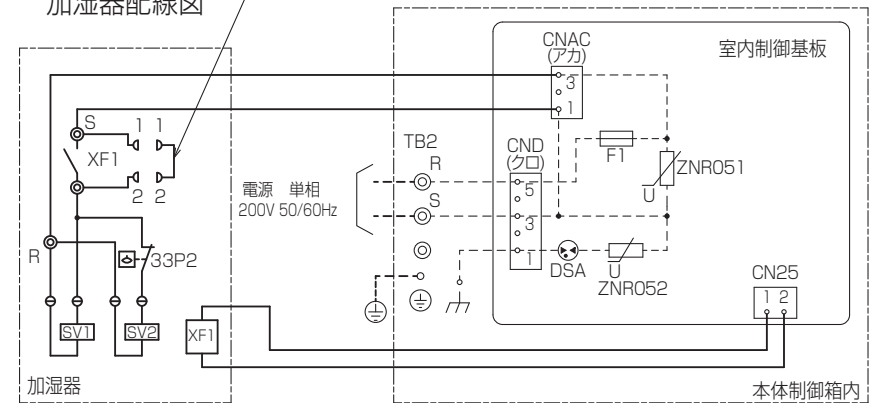 加湿器配線図
CNAC
(アカ)
室内制御基板
3
1
S
1 1
XF1
2 2
TB2
CND
(クロ)
F1
ZNR051
U
R
5
電源 単相
200V 50/60Hz
S
3
R
33P2
1
DSA
U
ZNR052
CN25
1 2
SV1
SV2
XF1
加湿器
本体制御箱内